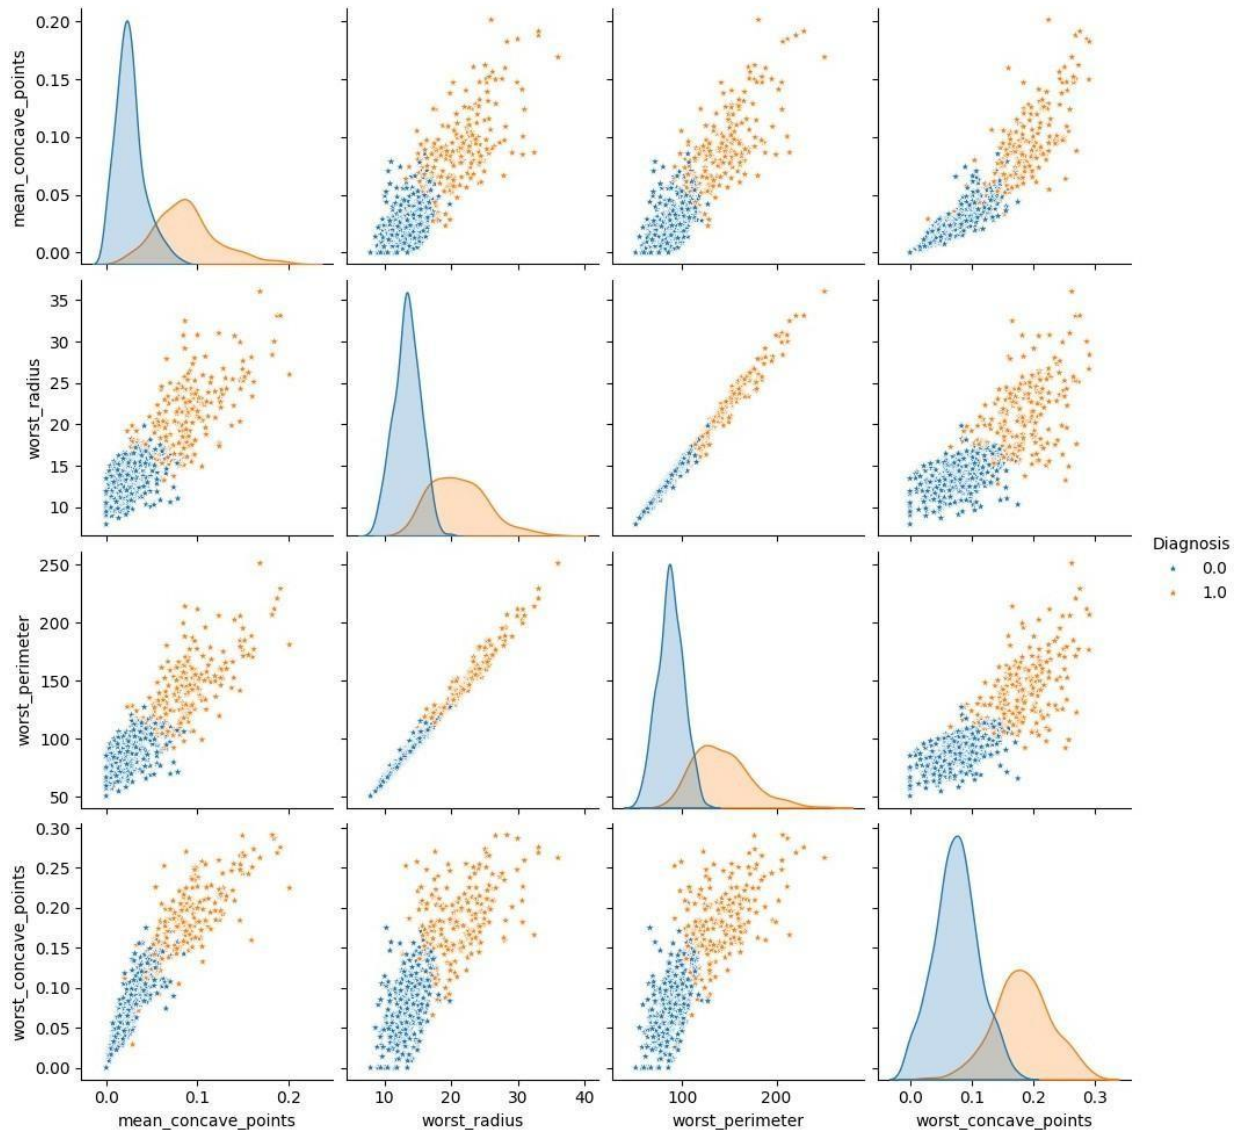 mean_concave_points
0.20
0.15
0.10
0.05
0.00
worst_radius
35
30
25
20
15
10
worst_perimeter
250
200
150
100
50
worst_concave_points
0.30
0.25
0.20
0.15
0.10
0.05
0.00
0.0 0.1 0.2
mean_concave_points
10 20 30 40
worst_radius
100 200
worst_perimeter
0.0 0.1 0.2 0.3
worst_concave_points
Diagnosis
0.0
1.0